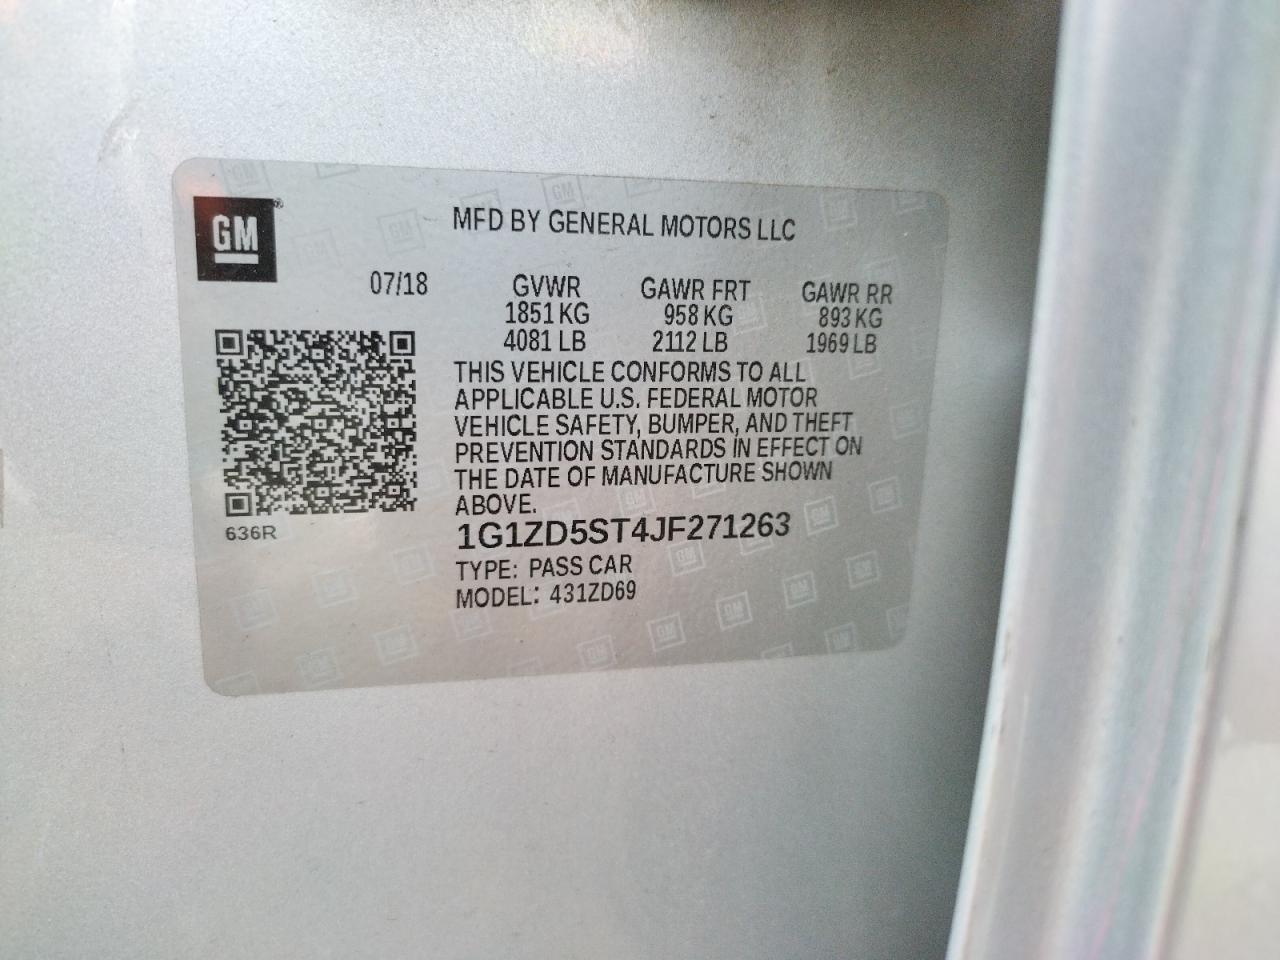 GM
MFD BY GENERAL MOTORS LLC
07/18 GVWR GAWR FRT GAWR RR
1851 KG 958 KG 893 KG
4081 LB 2112 LB 1969 LB
THIS VEHICLE CONFORMS TO ALL
APPLICABLE U.S. FEDERAL MOTOR
VEHICLE SAFETY, BUMPER, AND THEFT
PREVENTION STANDARDS IN EFFECT ON
THE DATE OF MANUFACTURE SHOWN
ABOVE.
636R
1G1ZD5ST4JF271263
TYPE: PASS CAR
MODEL: 431ZD69